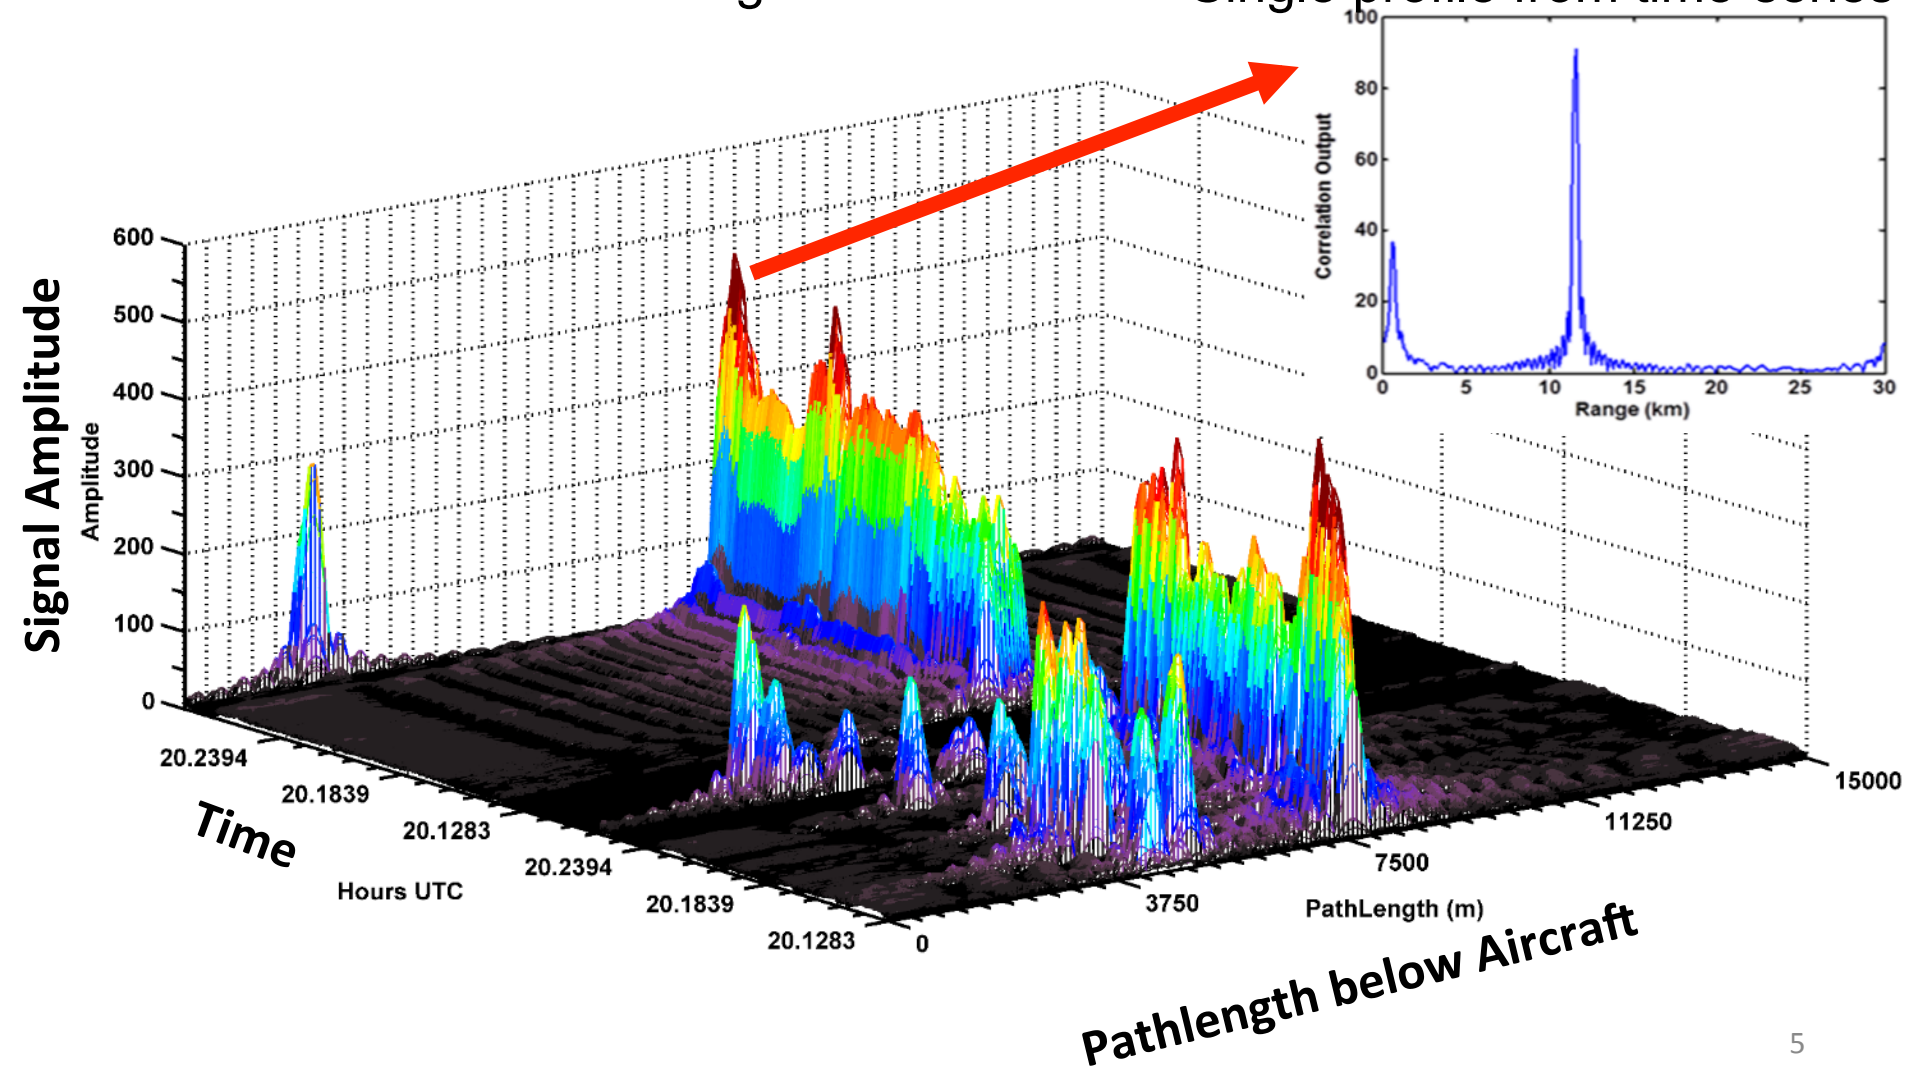 Single profile from time series
100
80
60
40
20
0
Correlation Output
0 5 10 15 20 25 30
Range (km)
Signal Amplitude
Amplitude
600
500
400
300
200
100
0
20.2394
20.1839
20.1283
20.2394
20.1839
20.1283
Time
Hours UTC
0
3750
7500
11250
15000
PathLength (m)
Pathlength below Aircraft
5